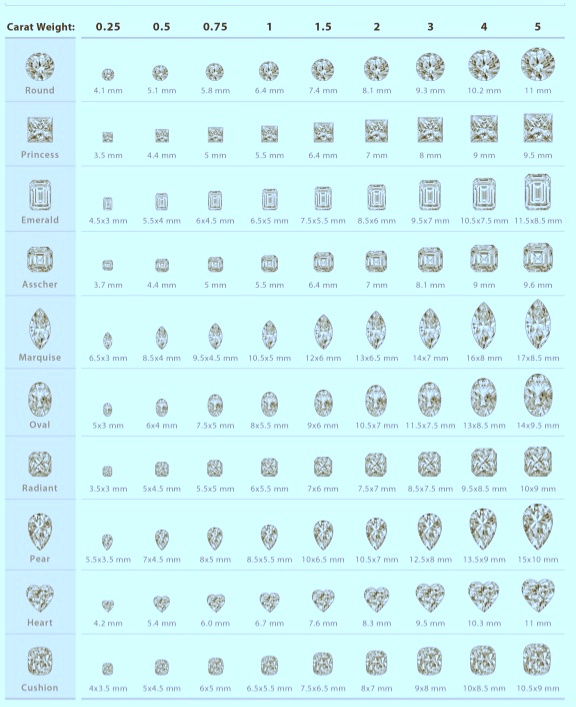 Carat Weight: 0.25 0.5 0.75 1 1.5 2 3 4 5
4.1 mm 5.1 mm 5.8 mm 6.4 mm 7.4 mm 8.1 mm 9.3 mm 10.2 mm 11 mm
Round
3.5 mm 4.4 mm 5 mm 5.5 mm 6.4 mm 7 mm 8 mm 9 mm 9.5 mm
Princess
Emerald 4.5x3 mm 5.5x4 mm 6x4.5 mm 6.5x5 mm 7.5x5.5 mm 8.5x6 mm 9.5x7 mm 10.5x7.5 mm 11.5x8.5 mm
Asscher 3.7 mm 4.4 mm 5 mm 5.5 mm 6.4 mm 7 mm 8.1 mm 9 mm 9.6 mm
Marquise 6.5x3 mm 8.5x4 mm 9.5x4.5 mm 10.5x5 mm 12x6 mm 13x6.5 mm 14x7 mm 16x8 mm 17x8.5 mm
Oval 5x3 mm 6x4 mm 7.5x5 mm 8x5.5 mm 9x6 mm 10.5x7 mm 11.5x7.5 mm 13x8.5 mm 14x9.5 mm
Radiant 3.5x3 mm 5x4.5 mm 5.5x5 mm 6x5.5 mm 7x6 mm 7.5x7 mm 8.5x7.5 mm 9.5x8.5 mm 10x9 mm
Pear 5.5x3.5 mm 7x4.5 mm 8x5 mm 8.5x5.5 mm 10x6.5 mm 10.5x7 mm 12.5x8 mm 13.5x9 mm 15x10 mm
Heart 4.2 mm 5.4 mm 6.0 mm 6.7 mm 7.6 mm 8.3 mm 9.5 mm 10.3 mm 11 mm
Cushion 4x3.5 mm 5x4.5 mm 6x5 mm 6.5x5.5 mm 7.5x6.5 mm 8x7 mm 9x8 mm 10x8.5 mm 10.5x9 mm